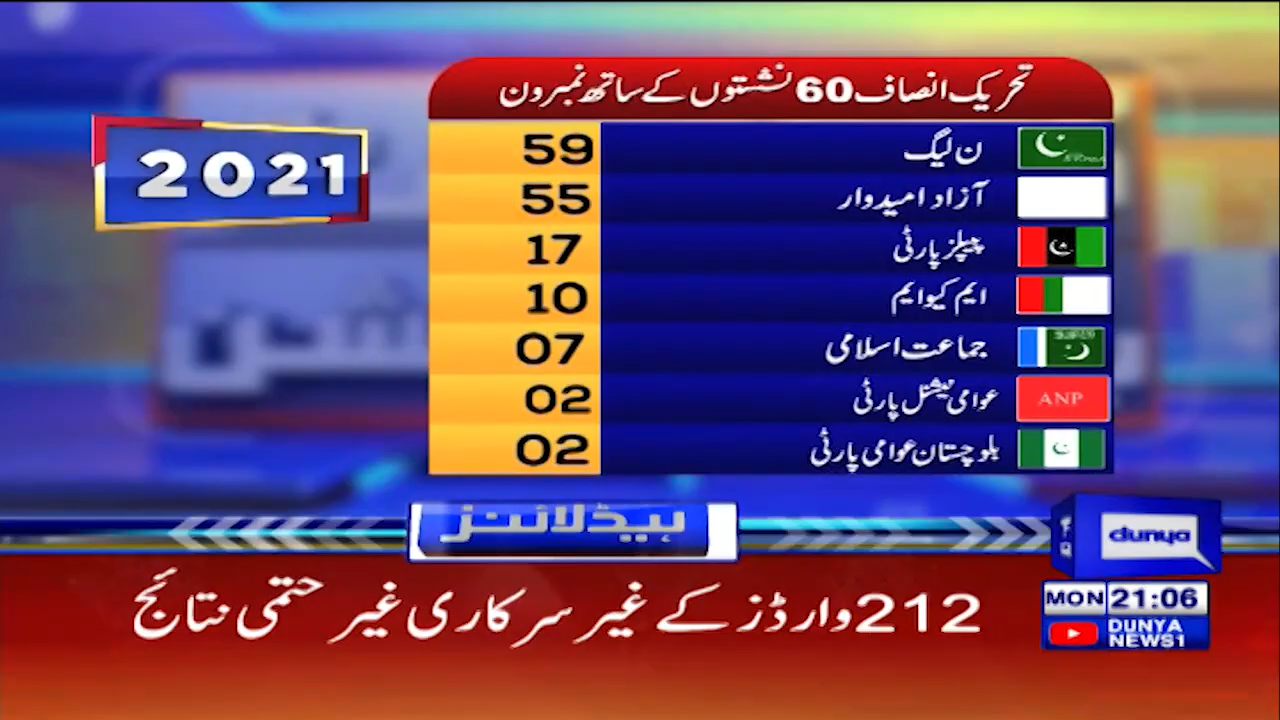 تحریک انصاف 60 نشستوں کے ساتھ نمبرون
2021
ن لیگ 59
آزاد امیدوار 55
پیپلز پارٹی 17
ایم کیو ایم 10
جماعت اسلامی 07
ANP عوامی نیشنل پارٹی 02
بلوچستان عوامی پارٹی 02
ہیڈلائنز
dunya
212 وارڈز کے غیر سرکاری غیر حتمی نتائج
MON 21:06
DUNYA
NEWS1